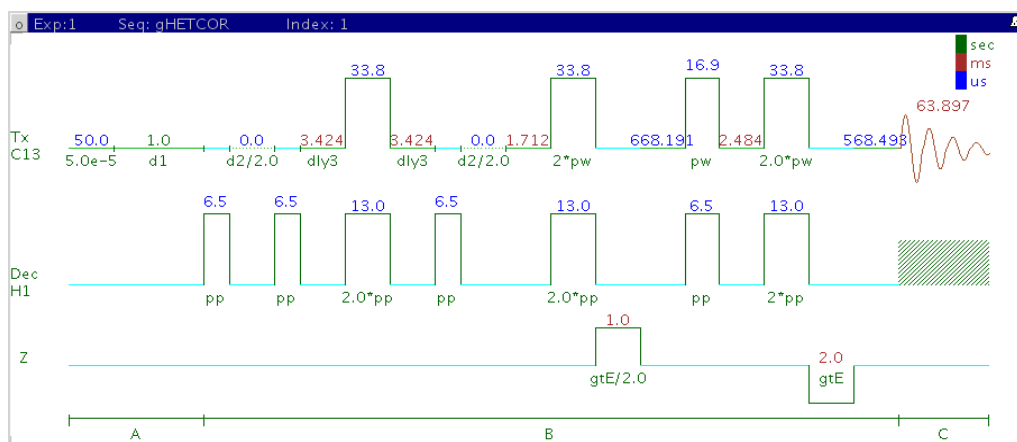 o Exp:1 Seq: gHETCOR Index: 1
sec
ms
us
33.8 33.8 16.9 33.8 63.897
Tx
C13
50.0 1.0 0.0 3.424 3.424 0.0 1.712 668.191 2.484 568.493
5.0e-5 d1 d2/2.0 dly3 dly3 d2/2.0 2*pw pw 2.0*pw
6.5 6.5 13.0 6.5 13.0 6.5 13.0
Dec
H1
pp pp 2.0*pp pp 2.0*pp pp 2*pp
1.0
Z
2.0
gtE/2.0 gtE
A B C